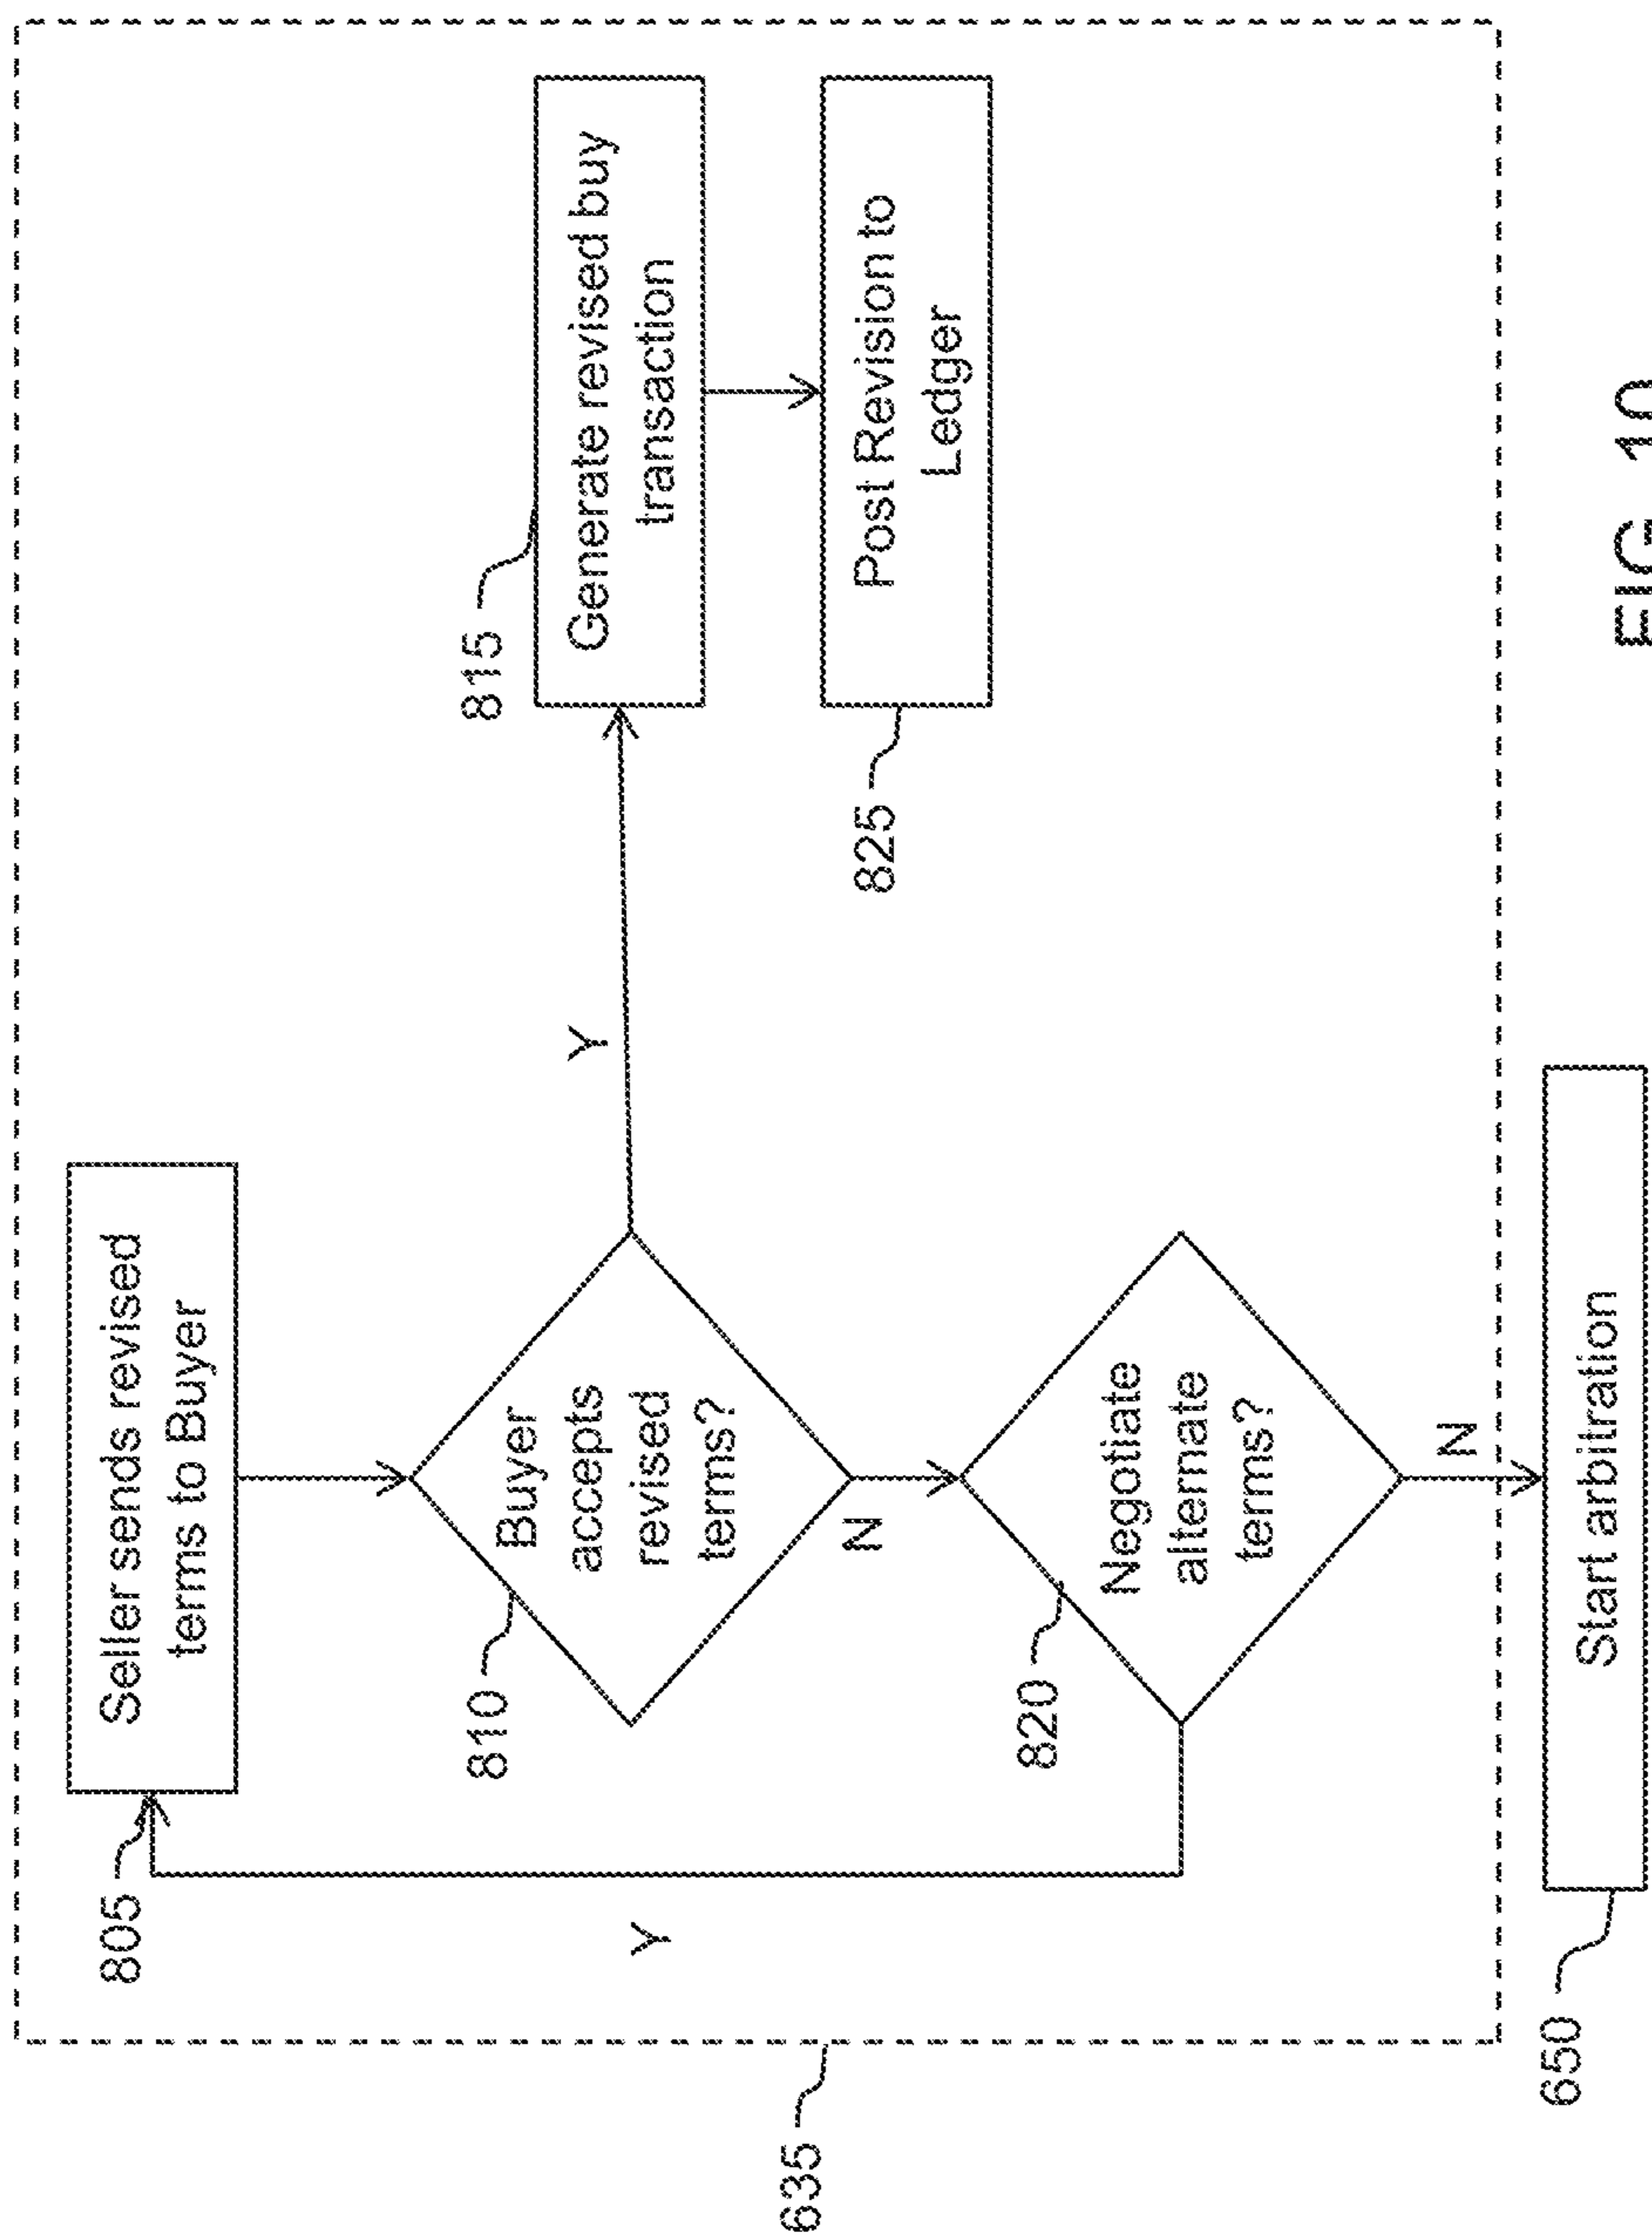 805
Seller sends revised
terms to Buyer
810
Buyer
accepts
revised
terms?
Y
815
Generate revised buy
transaction
N
825
Post Revision to
Ledger
Y
820
Negotiate
alternate
terms?
N
635
650
Start arbitration
FIG. 10